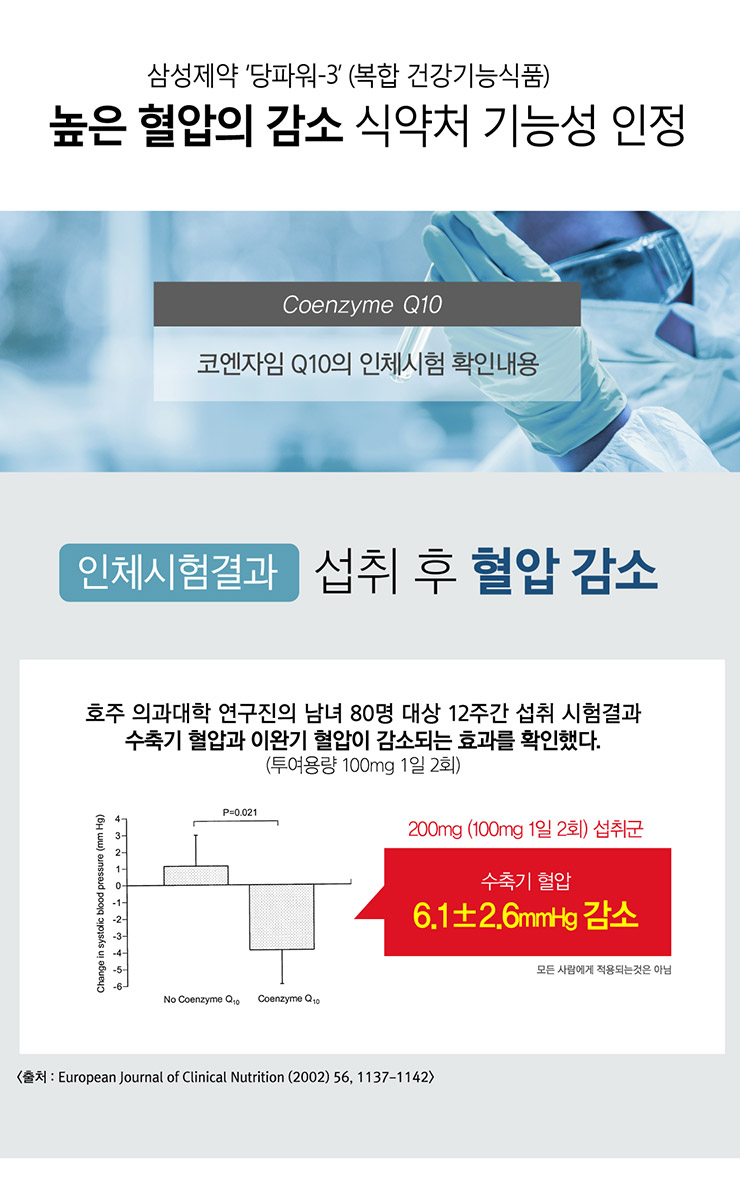 삼성제약 '당파워-3' (복합 건강기능식품)
높은 혈압의 감소 식약처 기능성 인정
Coenzyme Q10
코엔자임 Q10의 인체시험 확인내용
인체시험결과 섭취 후 혈압 감소
호주 의과대학 연구진의 남녀 80명 대상 12주간 섭취 시험결과
수축기 혈압과 이완기 혈압이 감소되는 효과를 확인했다.
(투여용량 100mg 1일 2회)
Change in systolic blood pressure (mm Hg)
4
3
2
1
0
-1
-2
-3
-4
-5
-6
P=0.021
No Coenzyme Q10
Coenzyme Q10
200mg (100mg 1일 2회) 섭취군
수축기 혈압
6.1±2.6mmHg 감소
모든 사람에게 적용되는것은 아님
〈출처 : European Journal of Clinical Nutrition (2002) 56, 1137-1142〉